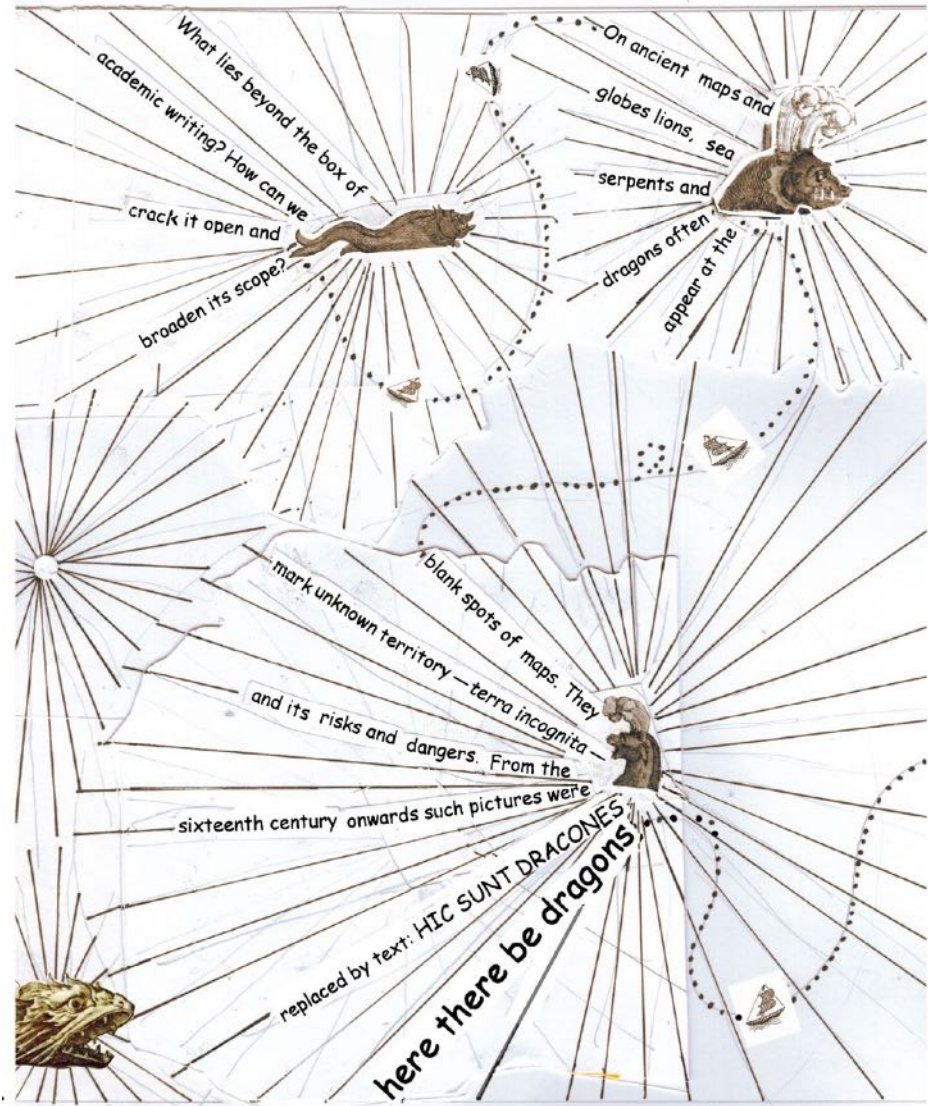 What lies beyond the box of
academic writing? How can we
crack it open and
broaden its scope?
On ancient maps and
globes lions, sea
serpents and
dragons often
appear at the
blank spots of maps. They
mark unknown territory — terra incognita —
and its risks and dangers. From the
sixteenth century onwards such pictures were
replaced by text: HIC SUNT DRACONES
here there be dragons